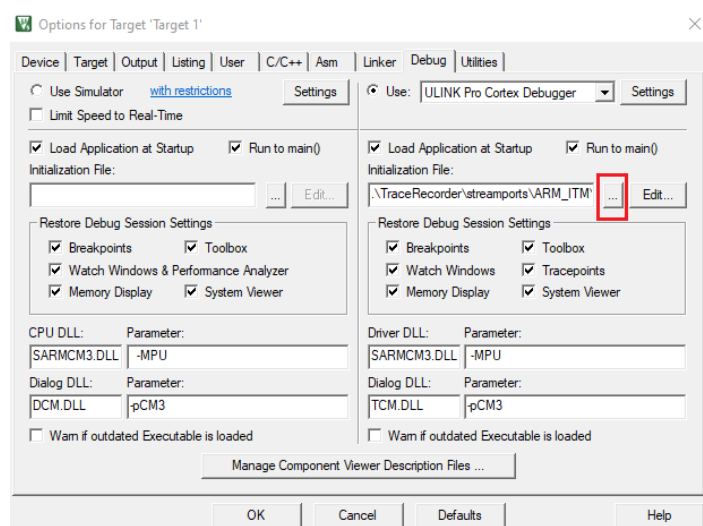 Options for Target 'Target 1'
Device Target Output Listing User C/C++ Asm Linker Debug Utilities
Use Simulator with restrictions Settings
Limit Speed to Real-Time
Load Application at Startup Run to main()
Initialization File:
... Edit...
Restore Debug Session Settings
Breakpoints Toolbox
Watch Windows & Performance Analyzer
Memory Display System Viewer
CPU DLL: Parameter:
SARMCM3.DLL -MPU
Dialog DLL: Parameter:
DCM.DLL -pCM3
Warn if outdated Executable is loaded
Use: ULINK Pro Cortex Debugger Settings
Load Application at Startup Run to main()
Initialization File:
.\TraceRecorder\streamports\ARM_ITM\ ... Edit...
Restore Debug Session Settings
Breakpoints Toolbox
Watch Windows Tracepoints
Memory Display System Viewer
Driver DLL: Parameter:
SARMCM3.DLL -MPU
Dialog DLL: Parameter:
TCM.DLL -pCM3
Warn if outdated Executable is loaded
Manage Component Viewer Description Files ...
OK Cancel Defaults Help